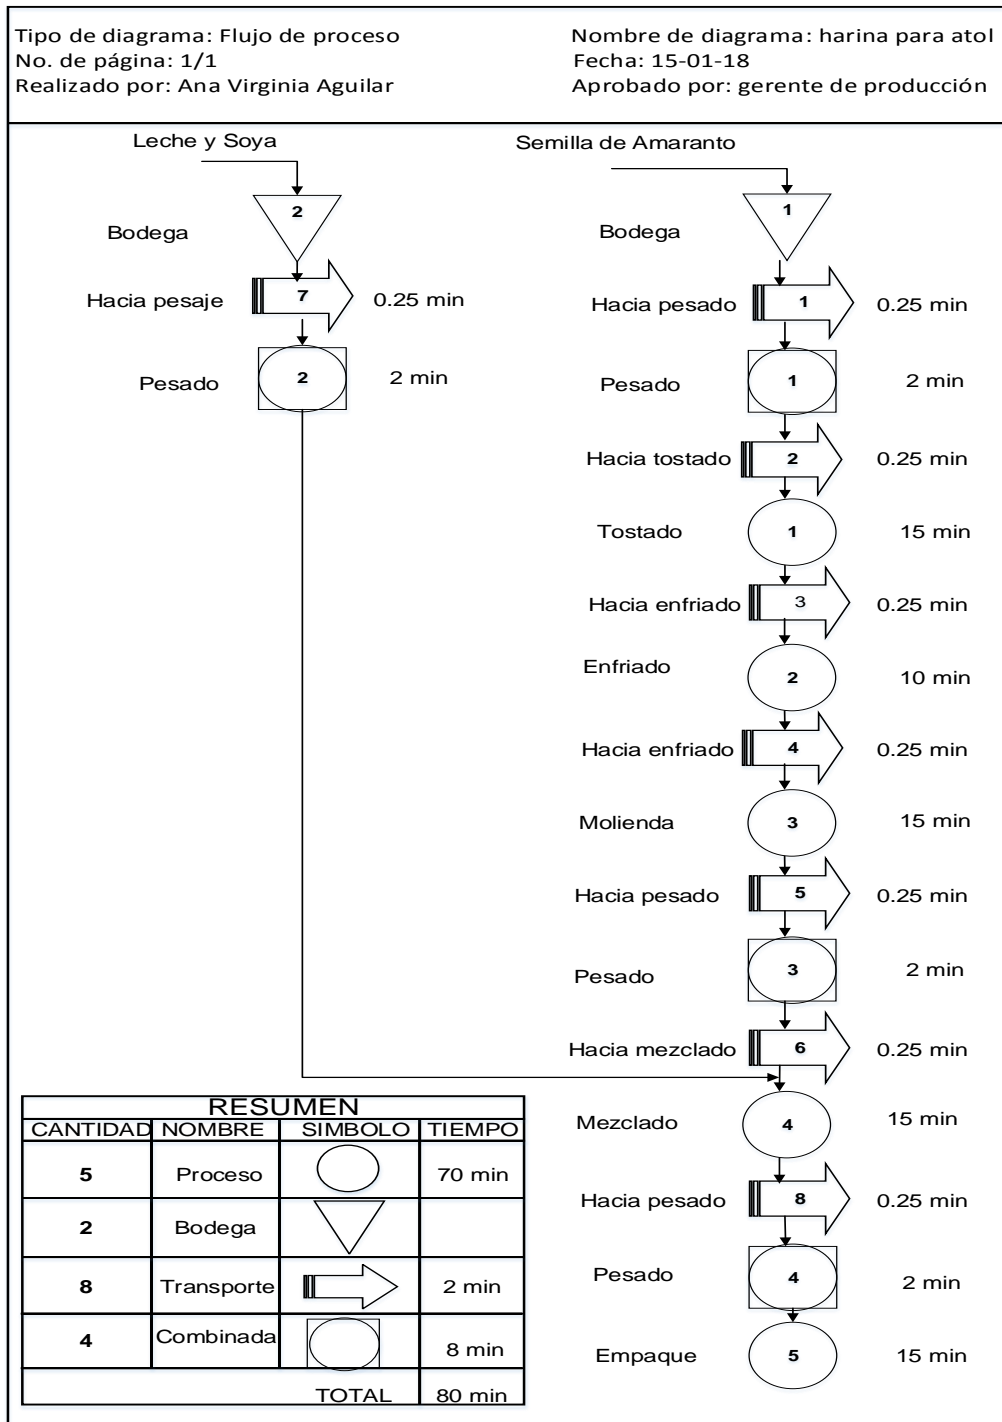 Tipo de diagrama: Flujo de proceso
No. de página: 1/1
Realizado por: Ana Virginia Aguilar
Nombre de diagrama: harina para atol
Fecha: 15-01-18
Aprobado por: gerente de producción
Leche y Soya
2
Bodega
Hacia pesaje 7 0.25 min
Pesado 2 2 min
Semilla de Amaranto
1
Bodega
Hacia pesado 1 0.25 min
Pesado 1 2 min
Hacia tostado 2 0.25 min
Tostado 1 15 min
Hacia enfriado 3 0.25 min
Enfriado 2 10 min
Hacia enfriado 4 0.25 min
Molienda 3 15 min
Hacia pesado 5 0.25 min
Pesado 3 2 min
Hacia mezclado 6 0.25 min
Mezclado 4 15 min
Hacia pesado 8 0.25 min
Pesado 4 2 min
Empaque 5 15 min
RESUMEN
CANTIDAD NOMBRE SIMBOLO TIEMPO
5 Proceso 70 min
2 Bodega
8 Transporte 2 min
4 Combinada 8 min
TOTAL 80 min